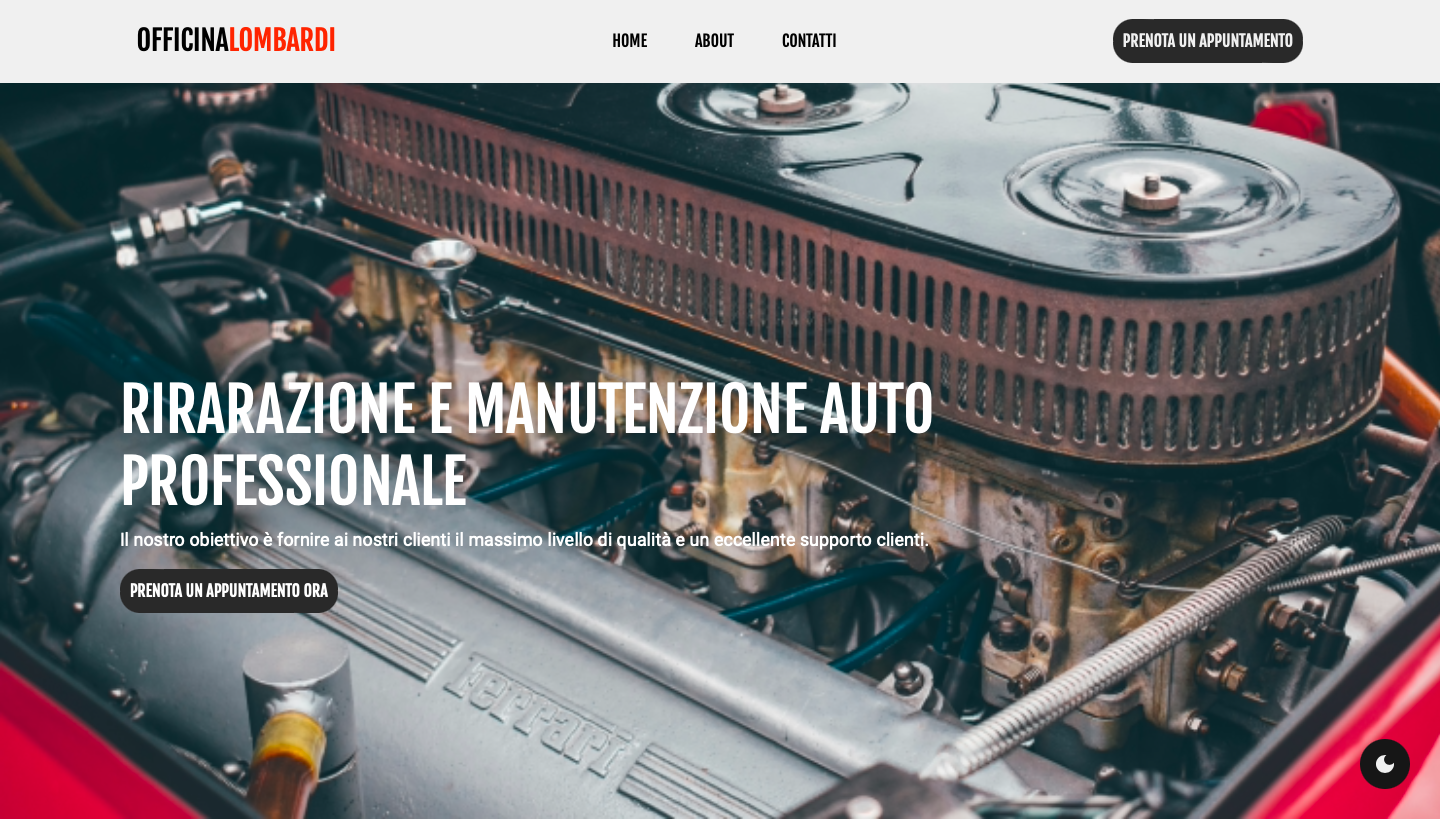 OFFICINALOMBARDI
HOME
ABOUT
CONTATTI
PRENOTA UN APPUNTAMENTO
RIRARAZIONE E MANUTENZIONE AUTO
PROFESSIONALE
Il nostro obiettivo è fornire ai nostri clienti il massimo livello di qualità e un eccellente supporto clienti.
PRENOTA UN APPUNTAMENTO ORA
Ferrari